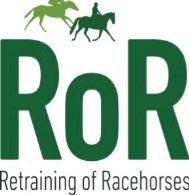 RoR
Retraining of Racehorses